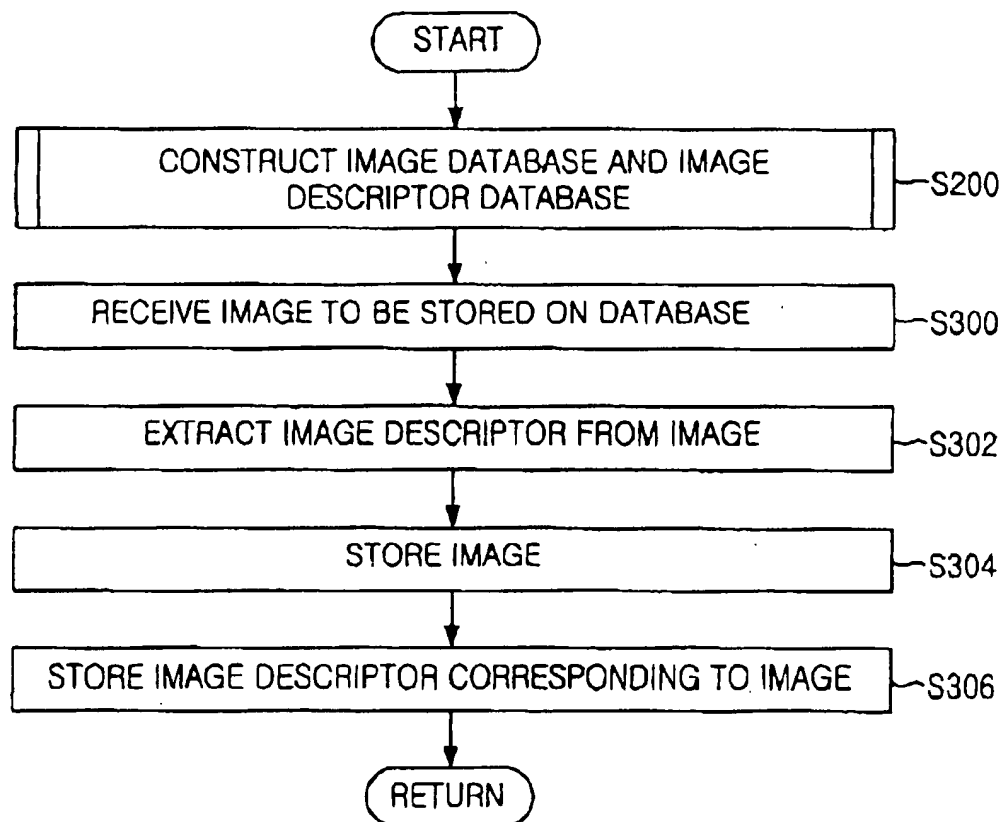 START
CONSTRUCT IMAGE DATABASE AND IMAGE
DESCRIPTOR DATABASE
S200
RECEIVE IMAGE TO BE STORED ON DATABASE
S300
EXTRACT IMAGE DESCRIPTOR FROM IMAGE
S302
STORE IMAGE
S304
STORE IMAGE DESCRIPTOR CORRESPONDING TO IMAGE
S306
RETURN